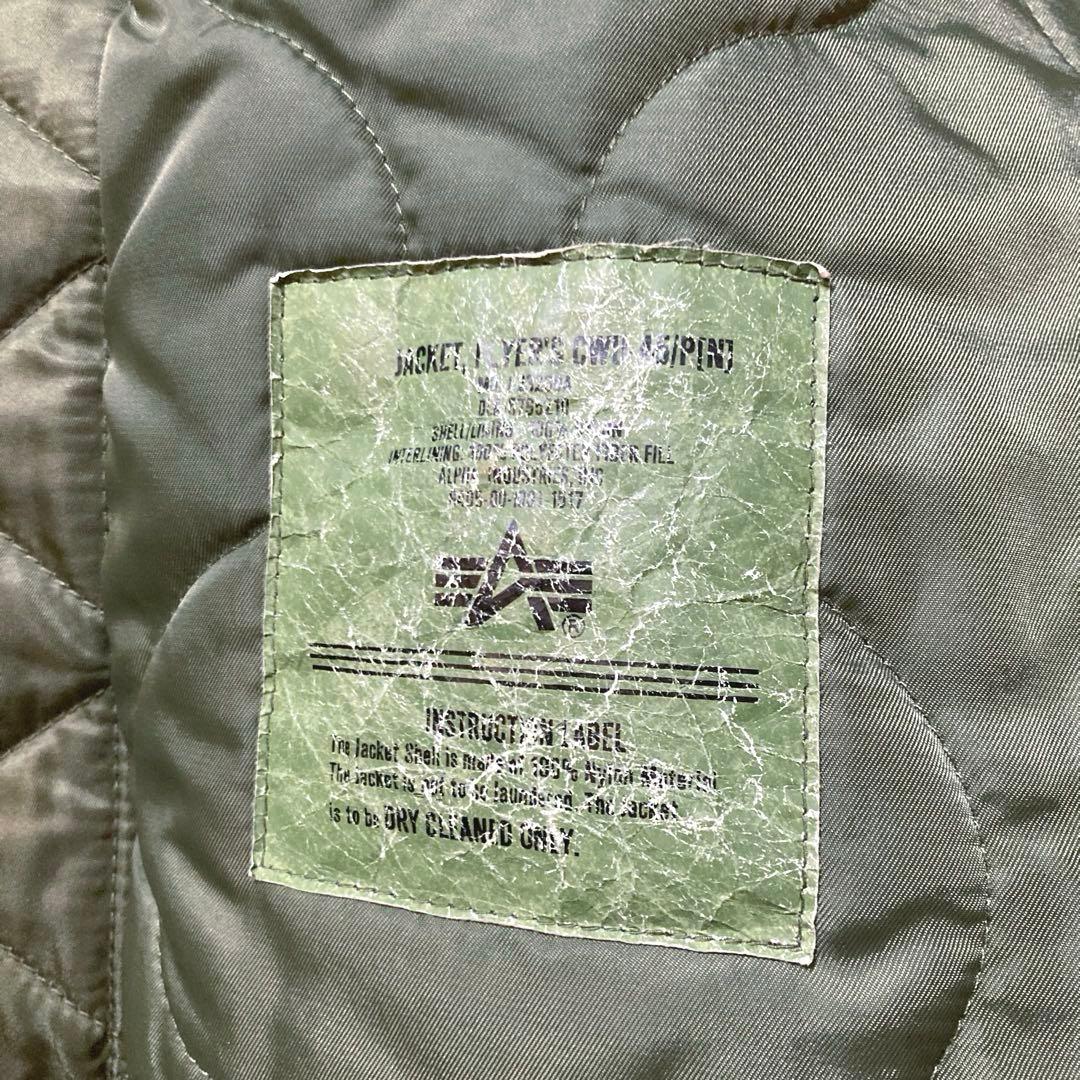 JACKET, FLYER'S CWU-45/P[N]
SHELL/LINING: 100% NYLON
INTERLINING: 100% POLYESTER FIBER FILL
ALPHA INDUSTRIES, INC
®
INSTRUCTION LABEL
The Jacket Shell is made of 100% Nylon Material
The Jacket is not to be laundered. The Jacket
is to be DRY CLEANED ONLY.